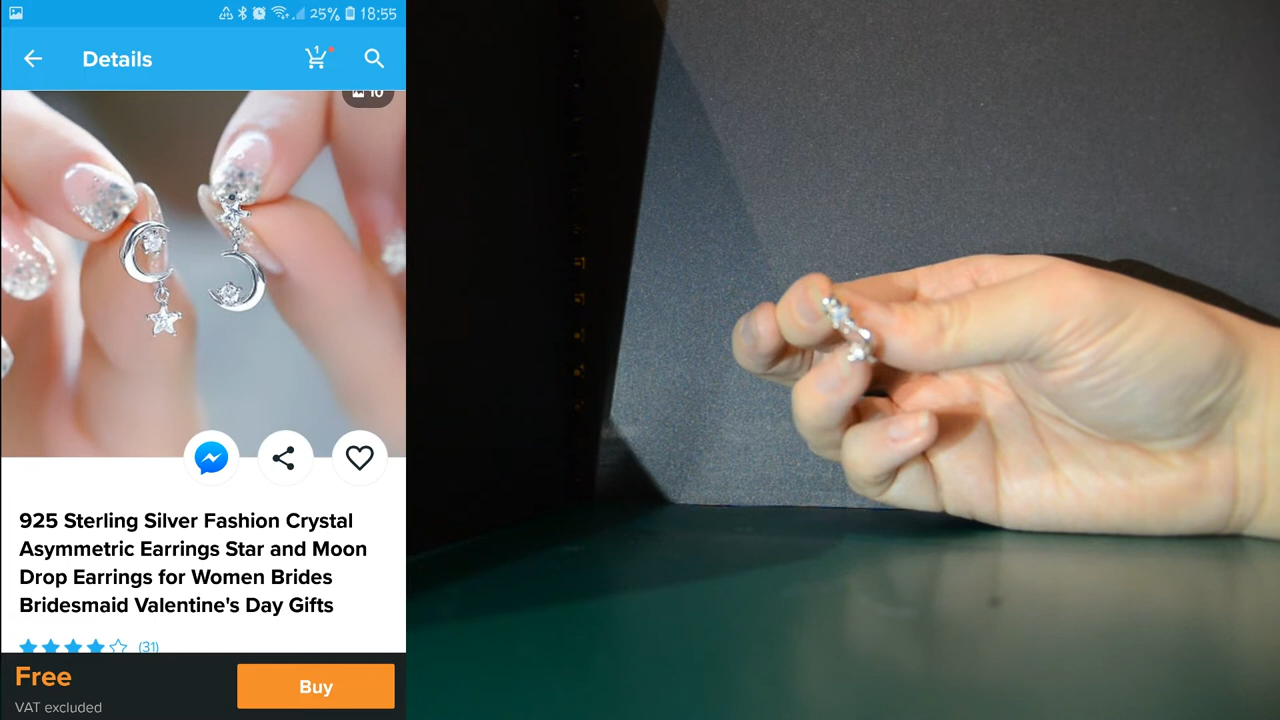 25% 18:55
Details
1
10
925 Sterling Silver Fashion Crystal
Asymmetric Earrings Star and Moon
Drop Earrings for Women Brides
Bridesmaid Valentine's Day Gifts
(31)
Free
Buy
VAT excluded